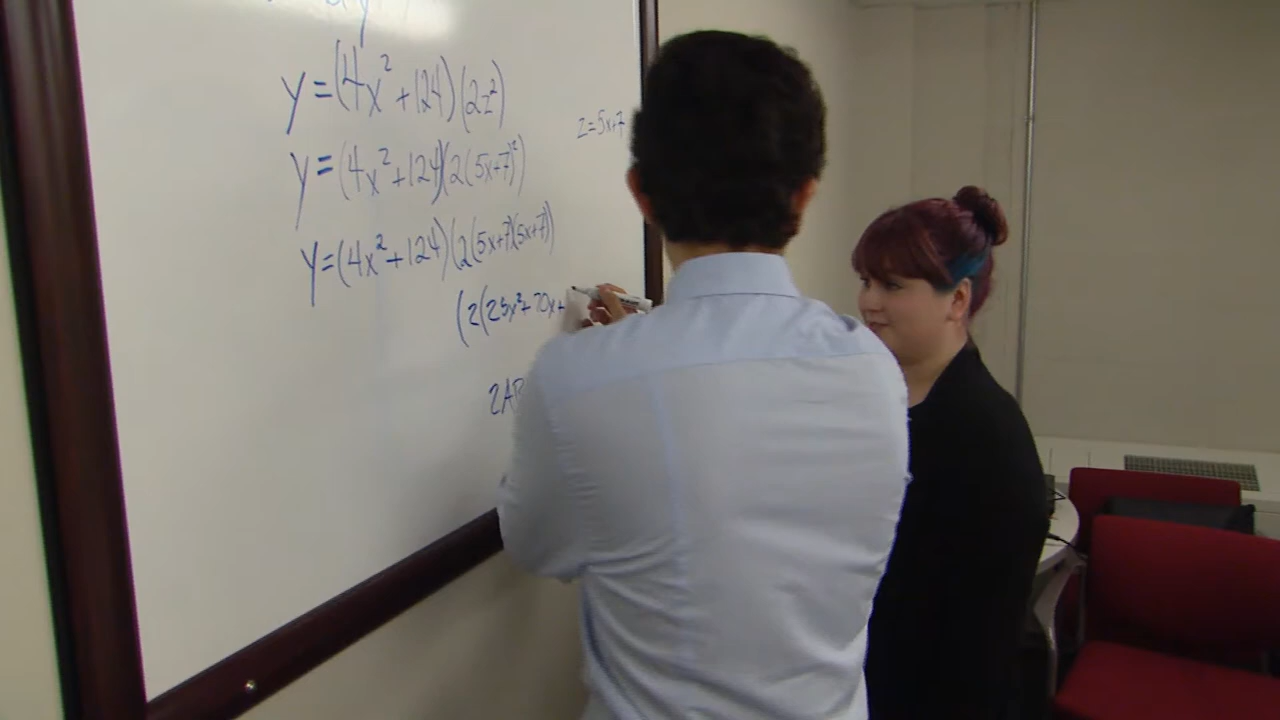 y=(4x²+124)(2z²)
z=5x+7
y=(4x²+124)(2(5x+7)²)
y=(4x²+124)(2(5x+7)(5x+7))
(2(25x²+70x+